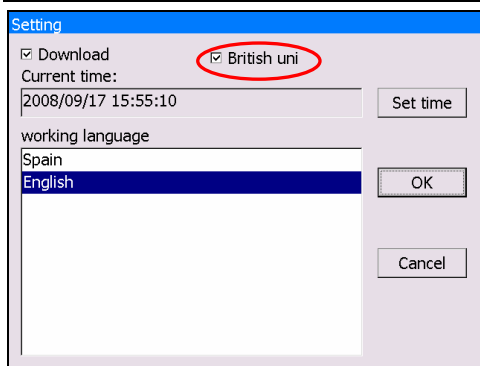 Setting
Download
British uni
Current time:
2008/09/17 15:55:10
Set time
working language
Spain
English
OK
Cancel